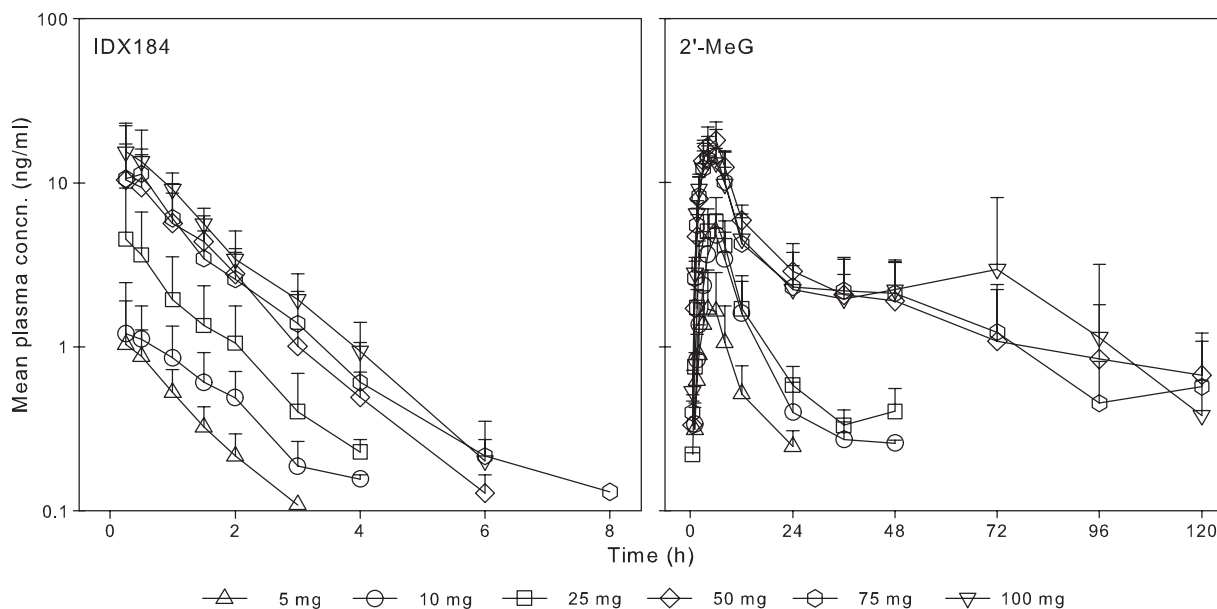 100
10
1
0.1
Mean plasma concn. (ng/ml)
IDX184
2'-MeG
0 2 4 6 8
0 24 48 72 96 120
Time (h)
5 mg 10 mg 25 mg 50 mg 75 mg 100 mg